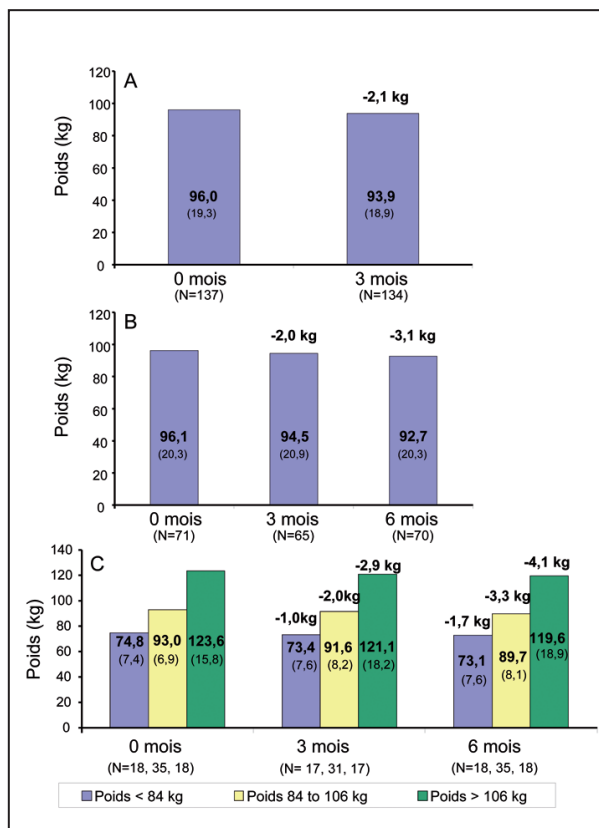 A
Poids (kg)
120
100
80
60
40
20
0
-2,1 kg
96,0
(19,3)
93,9
(18,9)
0 mois
(N=137)
3 mois
(N=134)
B
Poids (kg)
120
100
80
60
40
20
0
-2,0 kg
-3,1 kg
96,1
(20,3)
94,5
(20,9)
92,7
(20,3)
0 mois
(N=71)
3 mois
(N=65)
6 mois
(N=70)
C
Poids (kg)
140
120
100
80
60
40
20
0
74,8
(7,4)
93,0
(6,9)
123,6
(15,8)
-1,0kg
-2,0kg
-2,9 kg
73,4
(7,6)
91,6
(8,2)
121,1
(18,2)
-1,7 kg
-3,3 kg
-4,1 kg
73,1
(7,6)
89,7
(8,1)
119,6
(18,9)
0 mois
(N=18, 35, 18)
3 mois
(N= 17, 31, 17)
6 mois
(N=18, 35, 18)
Poids < 84 kg
Poids 84 to 106 kg
Poids > 106 kg